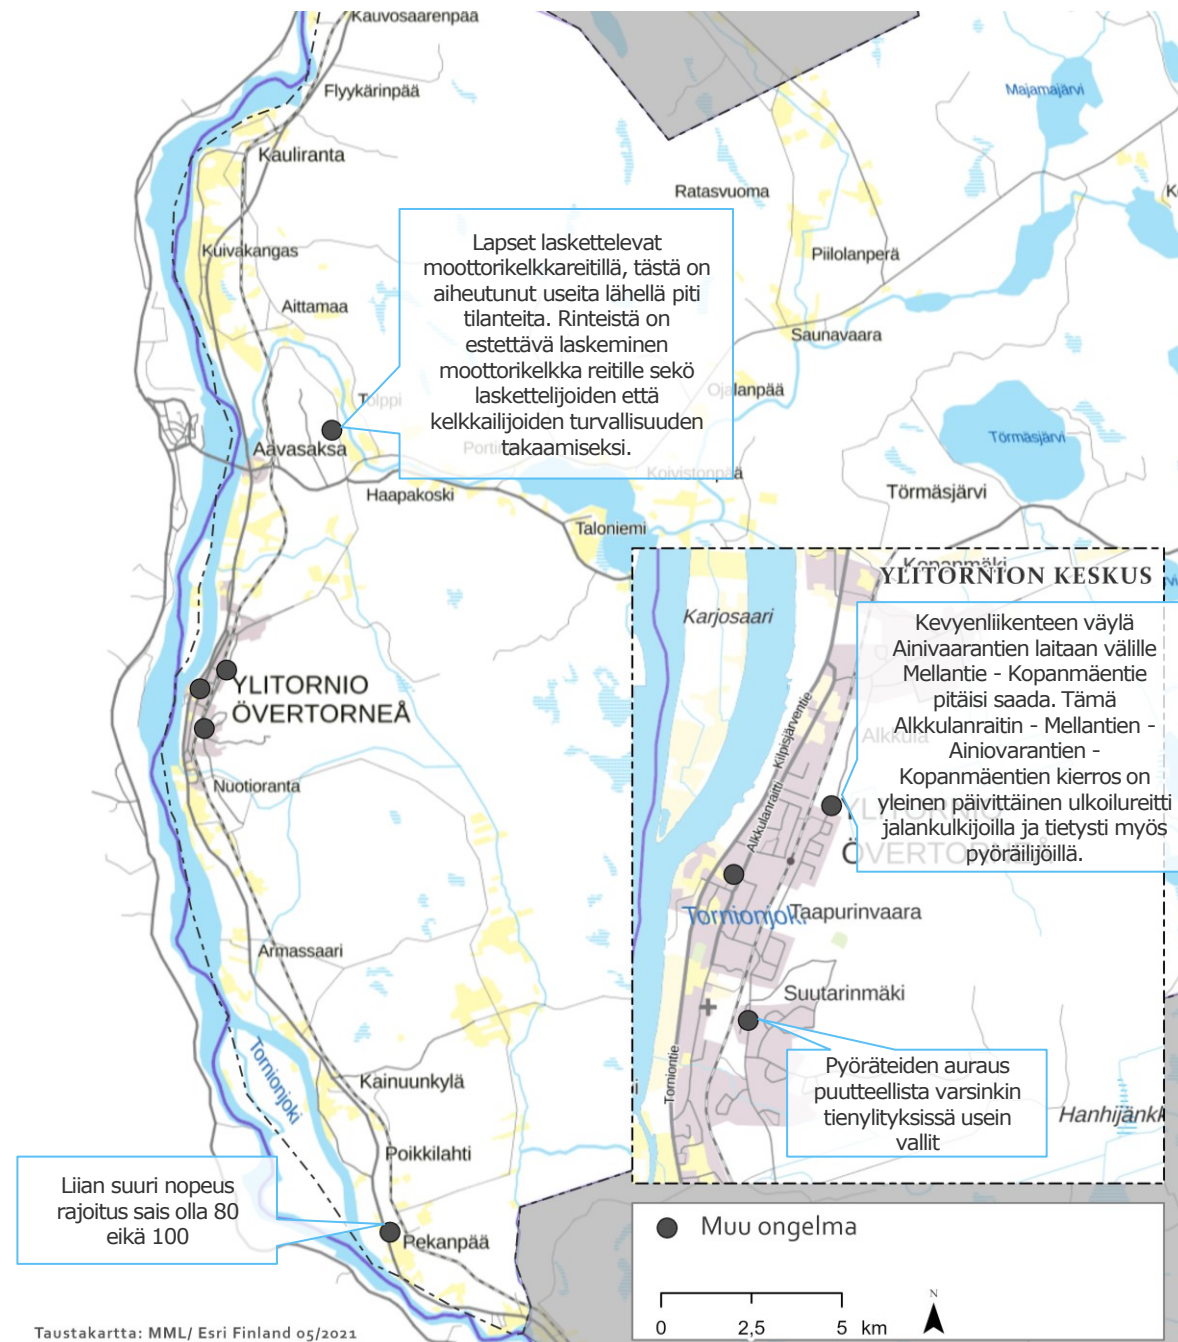 Kauvosaarenpää
Flyykärinpää
Kauliranta
Majamajärvi
Ratasvuoma
Kuivakangas
Piilolanperä
Aittamaa
Saunavaara
Lapset laskettelevat
moottorikelkkareitillä, tästä on
aiheutunut useita lähellä piti
tilanteita. Rinteistä on
estettävä laskeminen
moottorikelkka reitille sekö
laskettelijoiden että
kelkkailijoiden turvallisuuden
takaamiseksi.
Tolppi
Ojalanpää
Törmäsjärvi
Aavasaksa
Koivistonpää
Haapakoski
Törmäsjärvi
Taloniemi
Kopanmäki
YLITORNION KESKUS
Karjosaari
Kevyenliikenteen väylä
Ainivaarantien laitaan välille
Mellantie - Kopanmäentie
pitäisi saada. Tämä
Alkkulanraitin - Mellantien -
Ainiovarantien -
Kopanmäentien kierros on
yleinen päivittäinen ulkoilureitti
jalankulkijoilla ja tietysti myös
pyöräilijöillä.
Alkkula
YLITORNIO
ÖVERTORNEÅ
Kilpisjärventie
Alkkulanraitti
YLITORNIO
ÖVERTORNEÅ
Nuotioranta
Tornionjoki
Taapurinvaara
Armassaari
Suutarinmäki
Torniontie
Pyöräteiden auraus
puutteellista varsinkin
tienylityksissä usein
vallit
Tornionjoki
Kainuunkylä
Hanhijänkk
Poikkilahti
Liian suuri nopeus
rajoitus sais olla 80
eikä 100
Pekanpää
Muu ongelma
N
0 2,5 5 km
Taustakartta: MML/ Esri Finland 05/2021